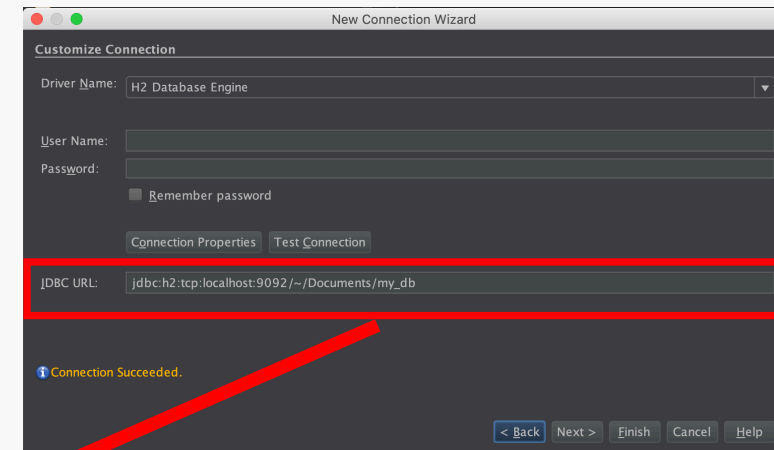 New Connection Wizard
Customize Connection
Driver Name: H2 Database Engine
User Name:
Password:
Remember password
Connection Properties Test Connection
JDBC URL: jdbc:h2:tcp:localhost:9092/~/Documents/my_db
Connection Succeeded.
< Back Next > Finish Cancel Help